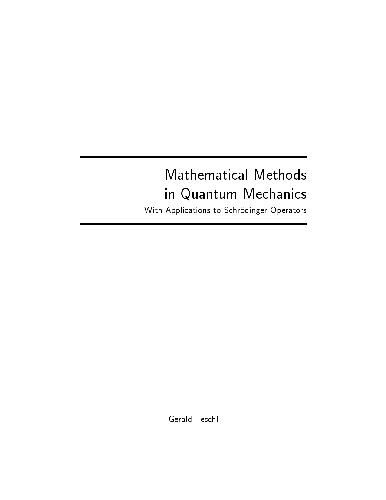 Mathematical Methods
in Quantum Mechanics
With Applications to Schrödinger Operators
Gerald Teschl